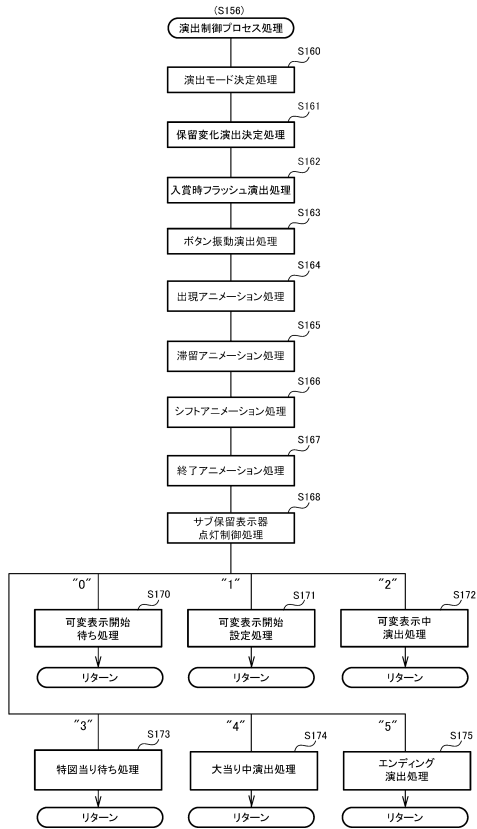 (S156)
演出制御プロセス処理
S160
演出モード決定処理
S161
保留変化演出決定処理
S162
入賞時フラッシュ演出処理
S163
ボタン振動演出処理
S164
出現アニメーション処理
S165
滞留アニメーション処理
S166
シフトアニメーション処理
S167
終了アニメーション処理
S168
サブ保留表示器
点灯制御処理
"0"
"1"
"2"
S170
可変表示開始
待ち処理
リターン
S171
可変表示開始
設定処理
リターン
S172
可変表示中
演出処理
リターン
"3"
"4"
"5"
S173
特図当り待ち処理
リターン
S174
大当り中演出処理
リターン
S175
エンディング
演出処理
リターン